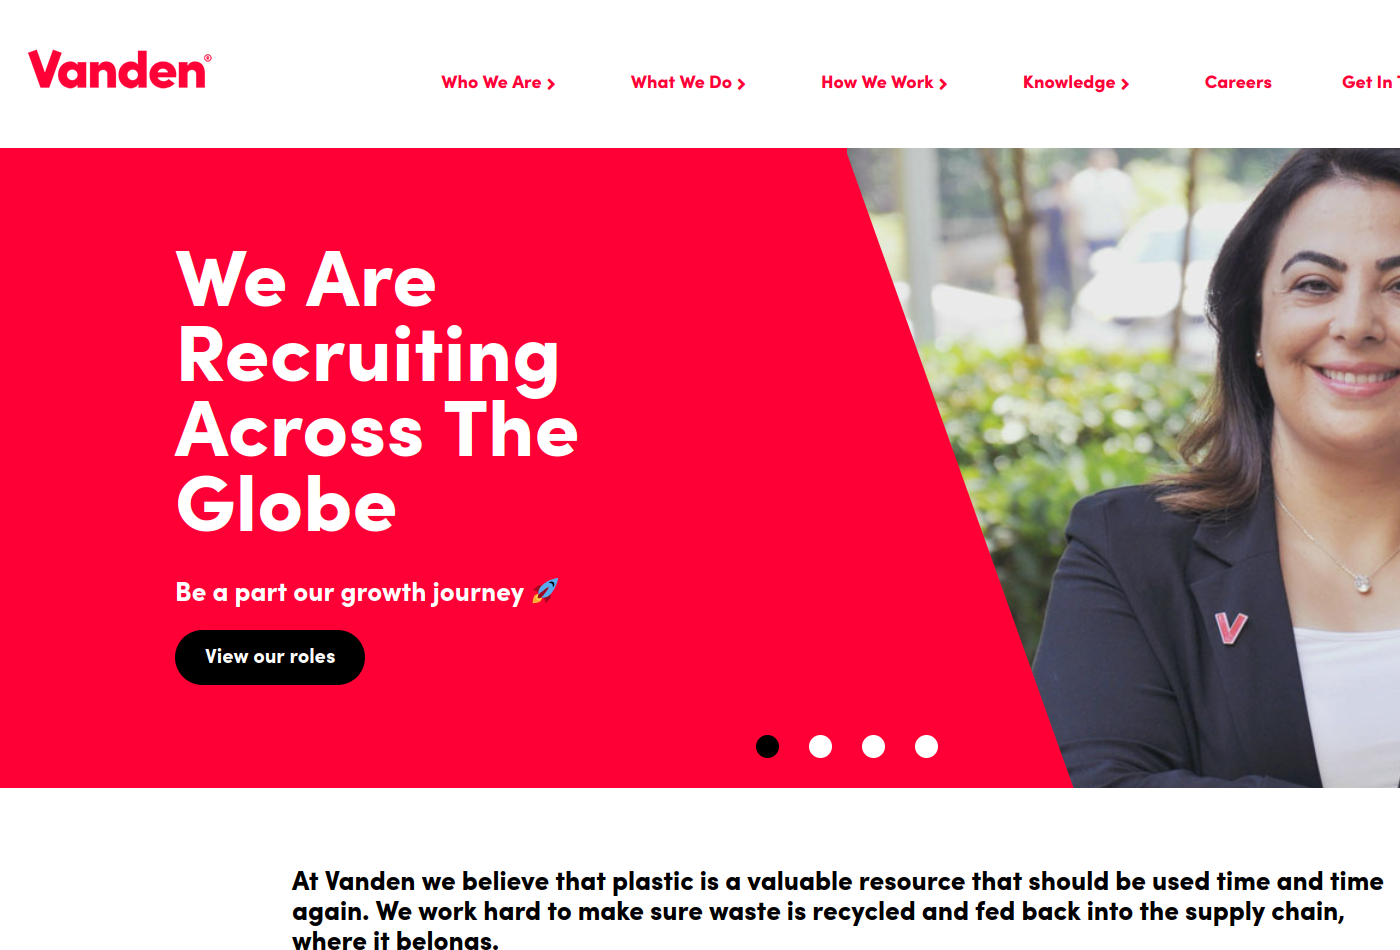 Vanden®
Who We Are
What We Do
How We Work
Knowledge
Careers
Get In
We Are
Recruiting
Across The
Globe
Be a part our growth journey 🚀
View our roles
V
At Vanden we believe that plastic is a valuable resource that should be used time and time
again. We work hard to make sure waste is recycled and fed back into the supply chain,
where it belongs.